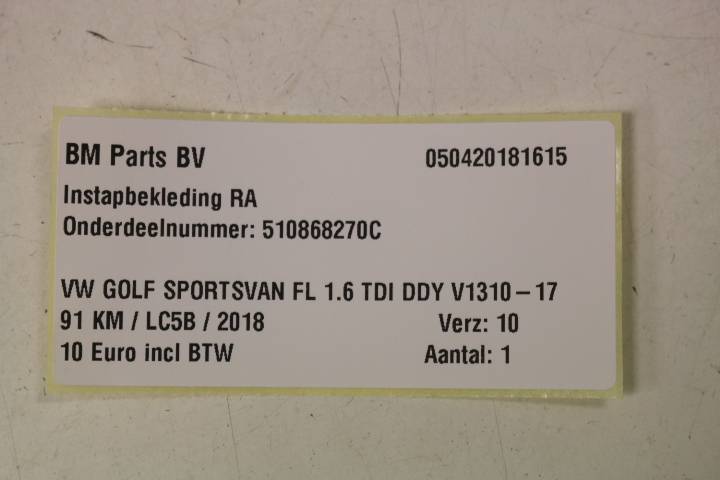 BM Parts BV 050420181615
Instapbekleding RA
Onderdeelnummer: 510868270C
VW GOLF SPORTSVAN FL 1.6 TDI DDY V1310-17
91 KM / LC5B / 2018 Verz: 10
10 Euro incl BTW Aantal: 1